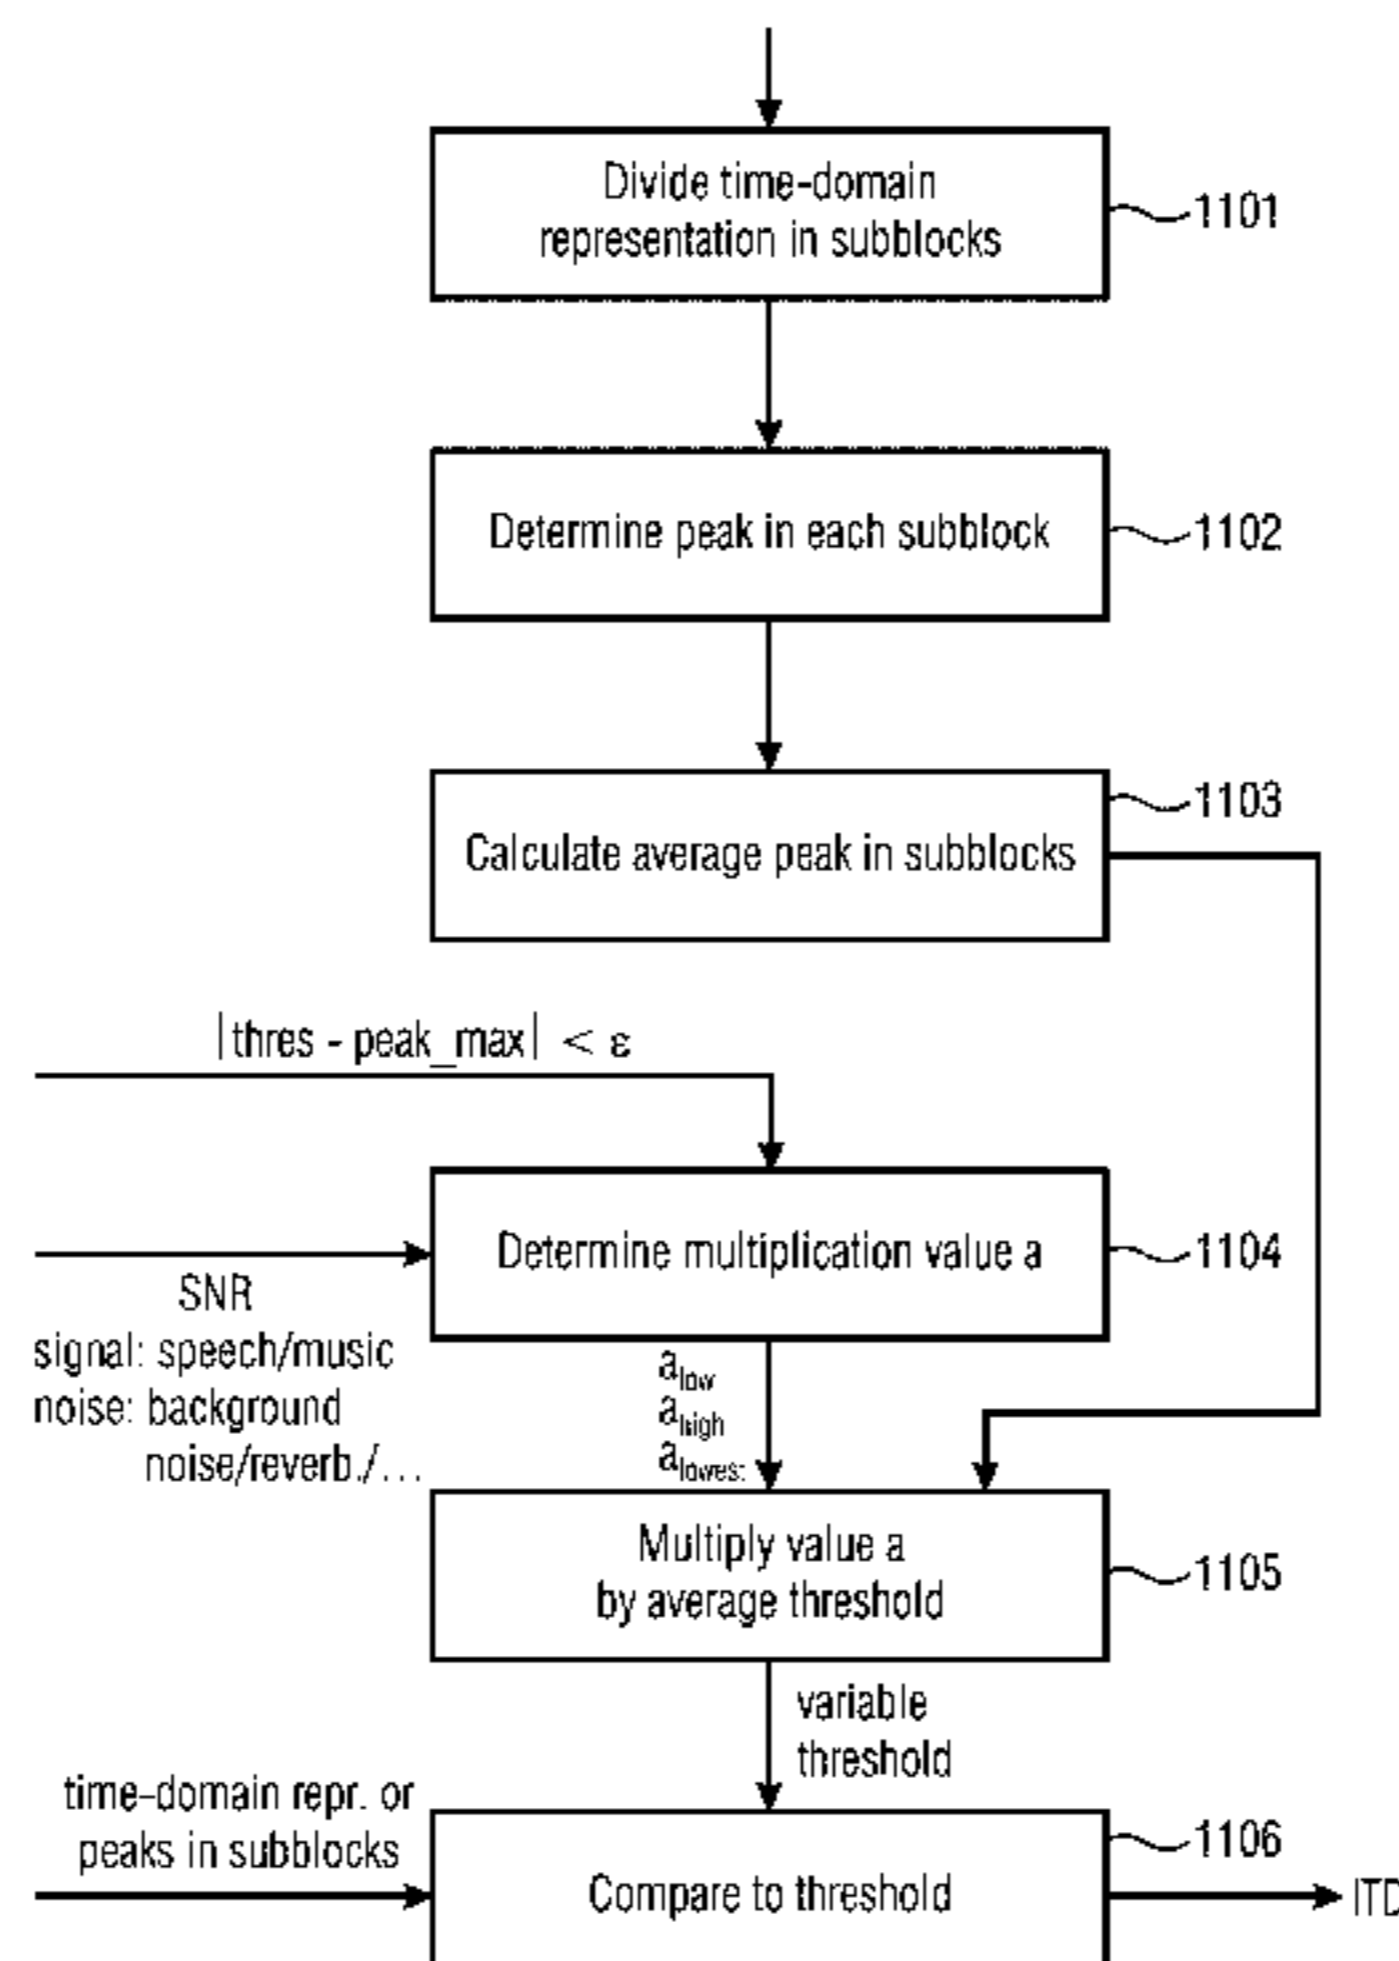 Divide time-domain
representation in subblocks
1101
Determine peak in each subblock
1102
1103
Calculate average peak in subblocks
|thres - peak_max| < ε
Determine multiplication value a
1104
SNR
signal: speech/music
noise: background
noise/reverb./...
a_low
a_high
a_lowest
Multiply value a
by average threshold
1105
variable
threshold
time-domain repr. or
peaks in subblocks
1106
Compare to threshold
ITD